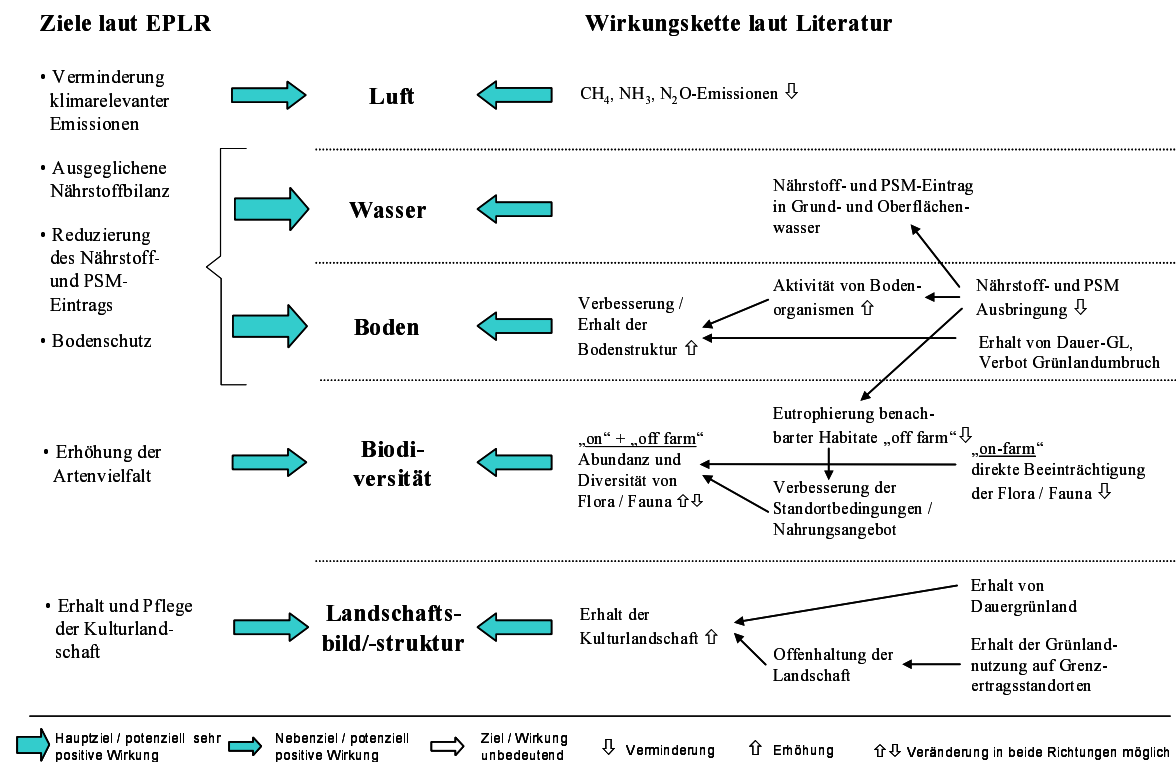 Ziele laut EPLR
Wirkungskette laut Literatur
• Verminderung
klimarelevanter
Emissionen
Luft
CH4, NH3, N2O-Emissionen ⇩
• Ausgeglichene
Nährstoffbilanz
• Reduzierung
des Nährstoff-
und PSM-
Eintrags
• Bodenschutz
Wasser
Nährstoff- und PSM-Eintrag
in Grund- und Oberflächen-
wasser
Boden
Verbesserung /
Erhalt der
Bodenstruktur ⇧
Aktivität von Boden-
organismen ⇧
Nährstoff- und PSM
Ausbringung ⇩
Erhalt von Dauer-GL,
Verbot Grünlandumbruch
• Erhöhung der
Artenvielfalt
Biodi-
versität
„on“ + „off farm“
Abundanz und
Diversität von
Flora / Fauna ⇧⇩
Eutrophierung benach-
barter Habitate „off farm“ ⇩
Verbesserung der
Standortbedingungen /
Nahrungsangebot
„on-farm“
direkte Beeinträchtigung
der Flora / Fauna ⇩
• Erhalt und Pflege
der Kulturland-
schaft
Landschafts-
bild/-struktur
Erhalt der
Kulturlandschaft ⇧
Offenhaltung der
Landschaft
Erhalt von
Dauergrünland
Erhalt der Grünland-
nutzung auf Grenz-
ertragsstandorten
Hauptziel / potenziell sehr
positive Wirkung
Nebenziel / potenziell
positive Wirkung
Ziel / Wirkung
unbedeutend
⇩ Verminderung
⇧ Erhöhung
⇧⇩ Veränderung in beide Richtungen möglich